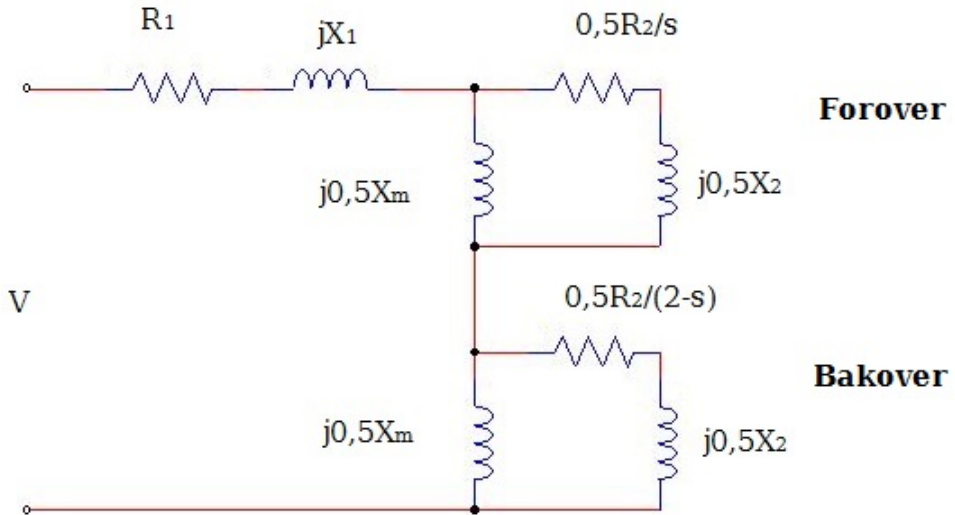 R₁
jX₁
0,5R₂/s
Forover
j0,5Xₘ
j0,5X₂
V
0,5R₂/(2-s)
Bakover
j0,5Xₘ
j0,5X₂